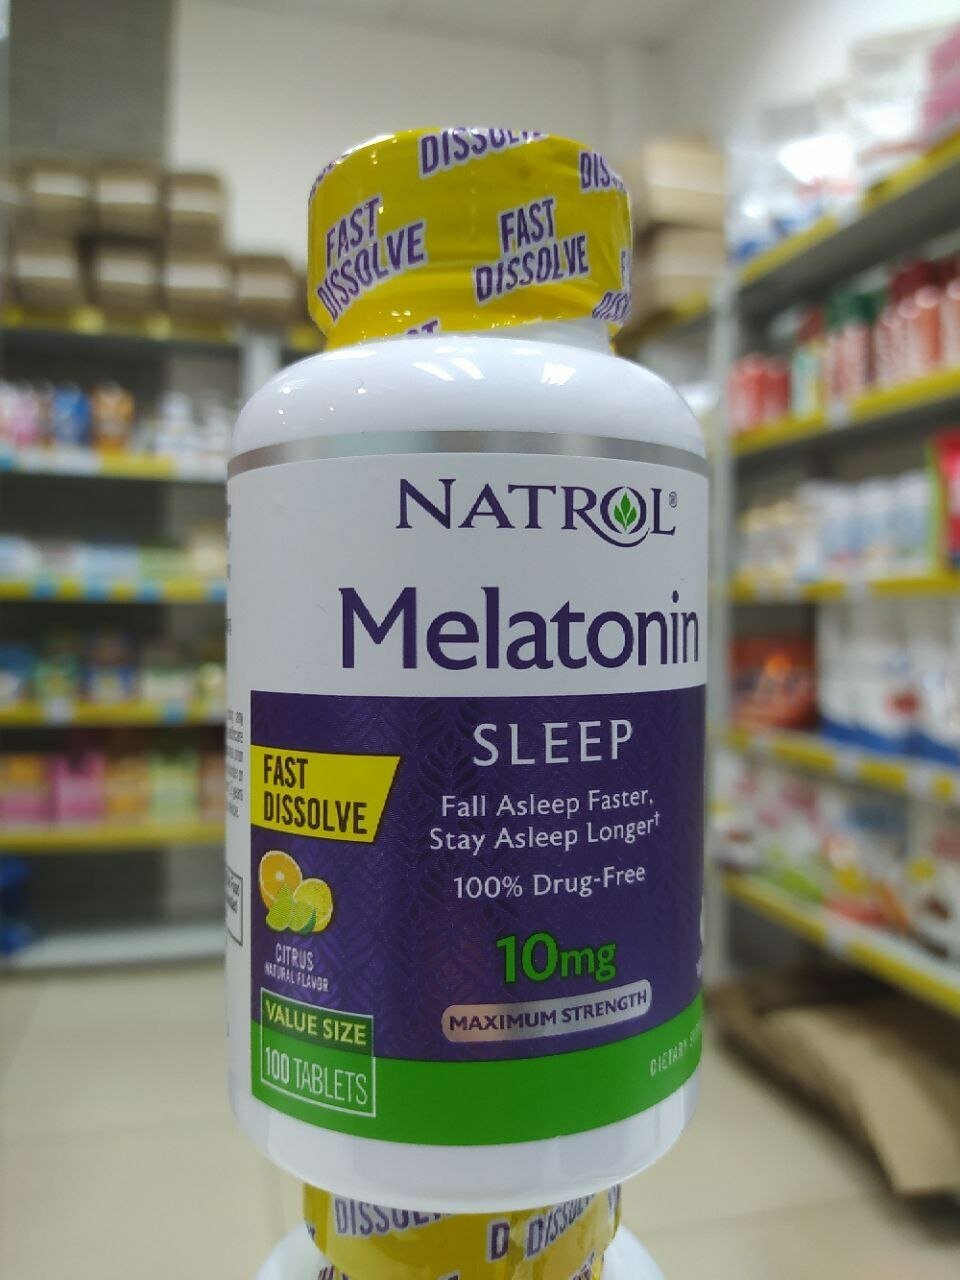 DISSOLVE
FAST
DISSOLVE
FAST
DISSOLVE
NATROL®
Melatonin
SLEEP
FAST
DISSOLVE
Fall Asleep Faster,
Stay Asleep Longer†
100% Drug-Free
CITRUS
NATURAL FLAVOR
10mg
MAXIMUM STRENGTH
VALUE SIZE
100 TABLETS
DIETARY